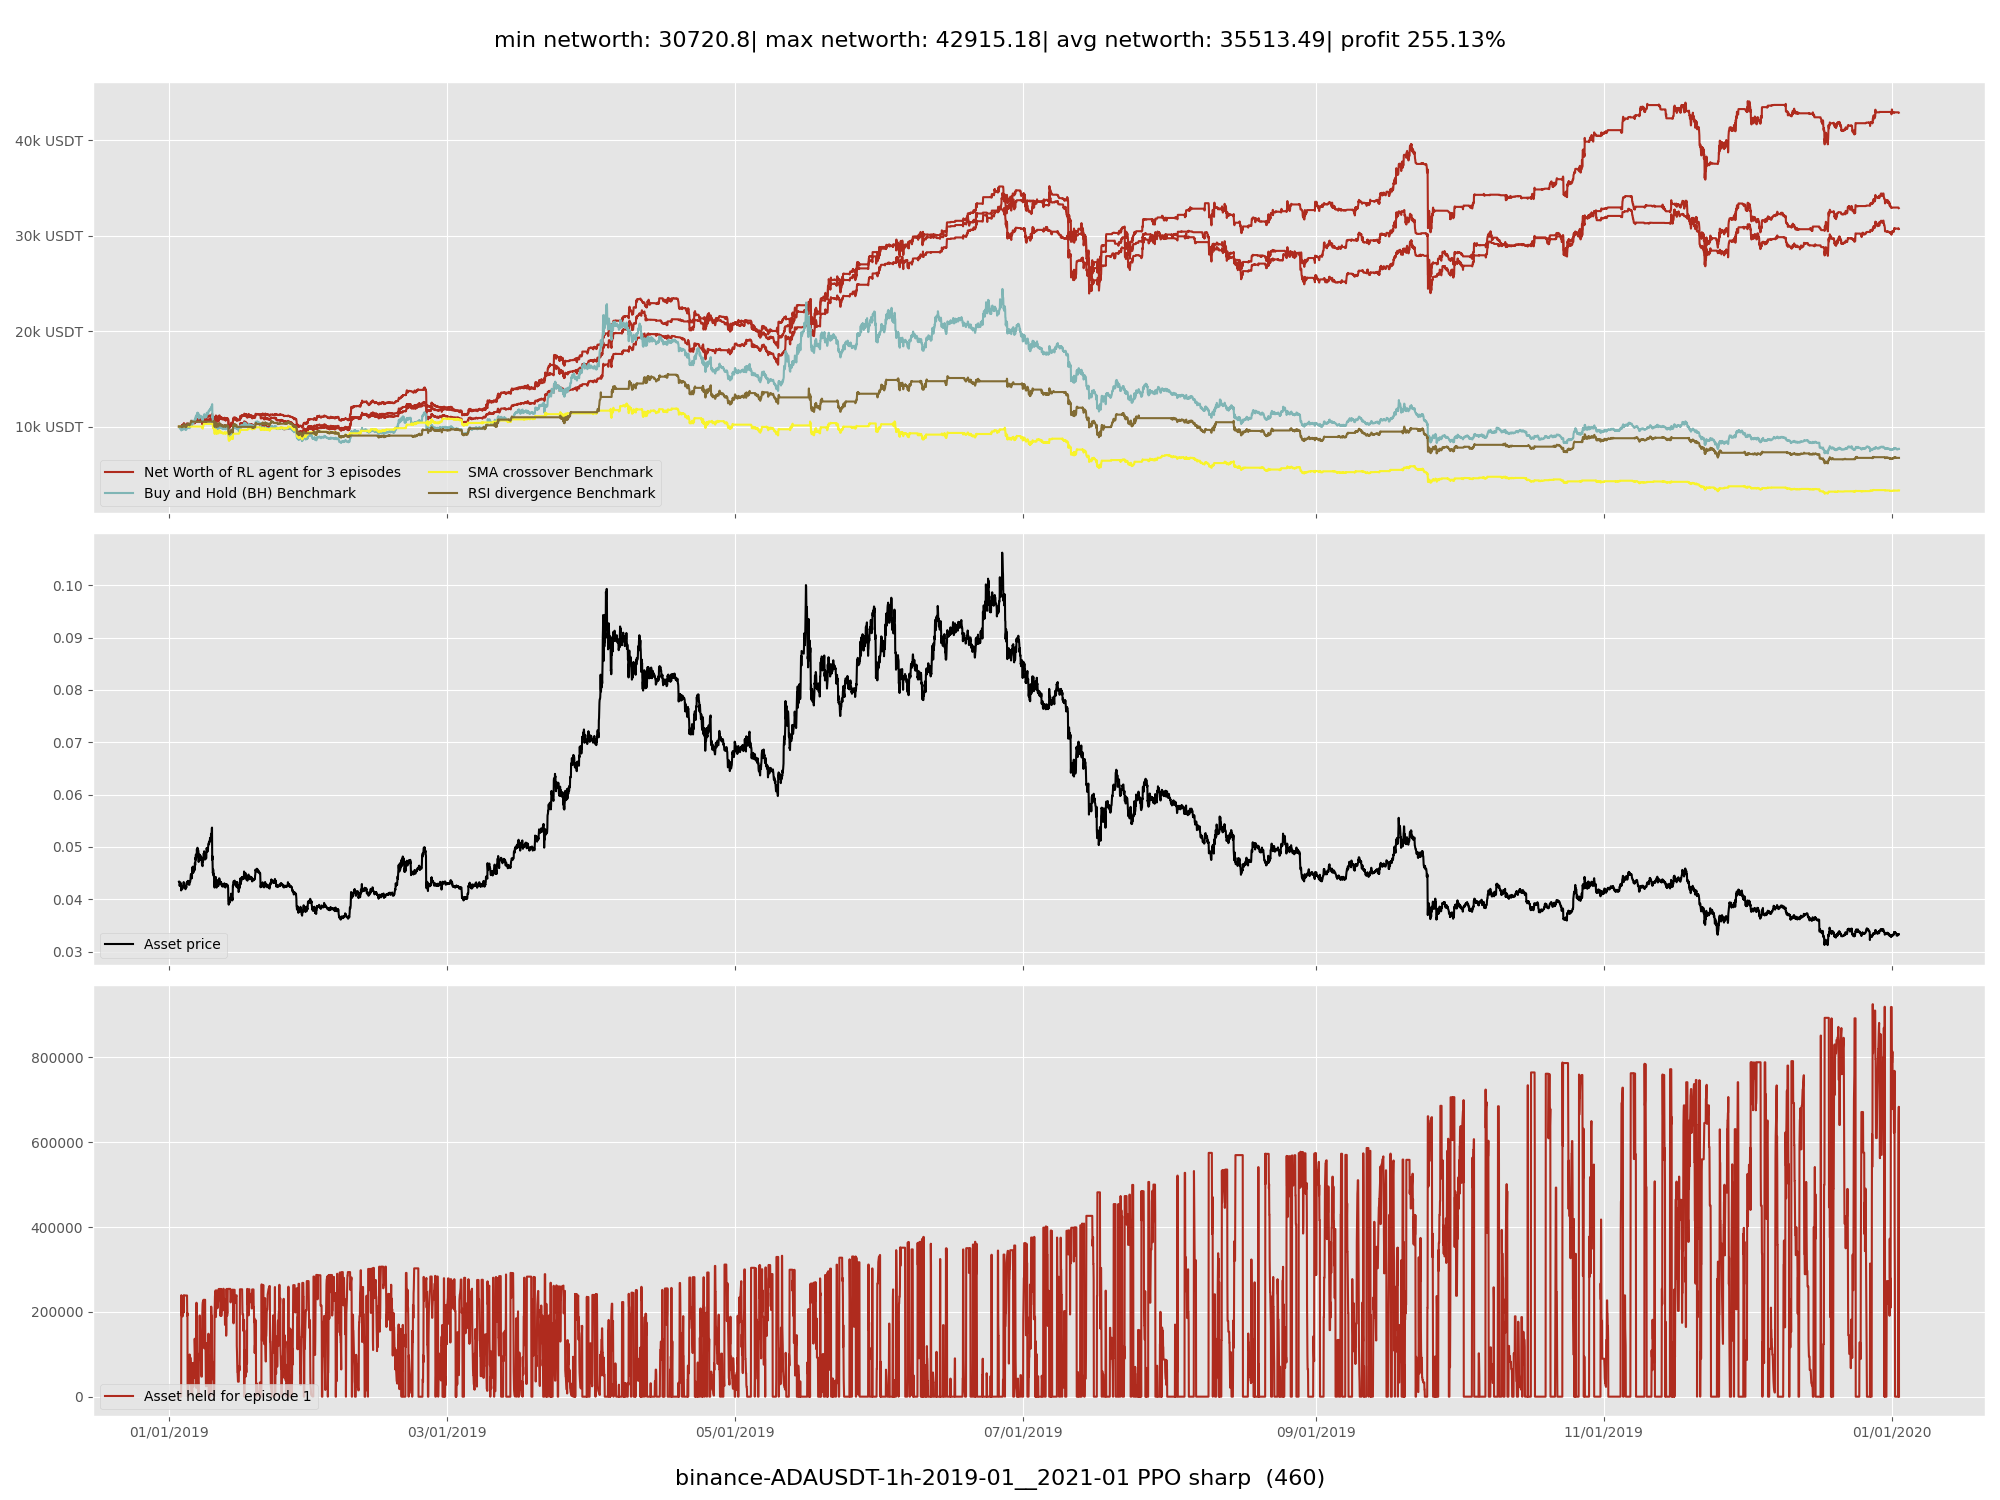 min networth: 30720.8| max networth: 42915.18| avg networth: 35513.49| profit 255.13%
40k USDT
30k USDT
20k USDT
10k USDT
Net Worth of RL agent for 3 episodes
Buy and Hold (BH) Benchmark
SMA crossover Benchmark
RSI divergence Benchmark
0.10
0.09
0.08
0.07
0.06
0.05
0.04
0.03
Asset price
800000
600000
400000
200000
0
Asset held for episode 1
01/01/2019 03/01/2019 05/01/2019 07/01/2019 09/01/2019 11/01/2019 01/01/2020
binance-ADAUSDT-1h-2019-01__2021-01 PPO sharp  (460)